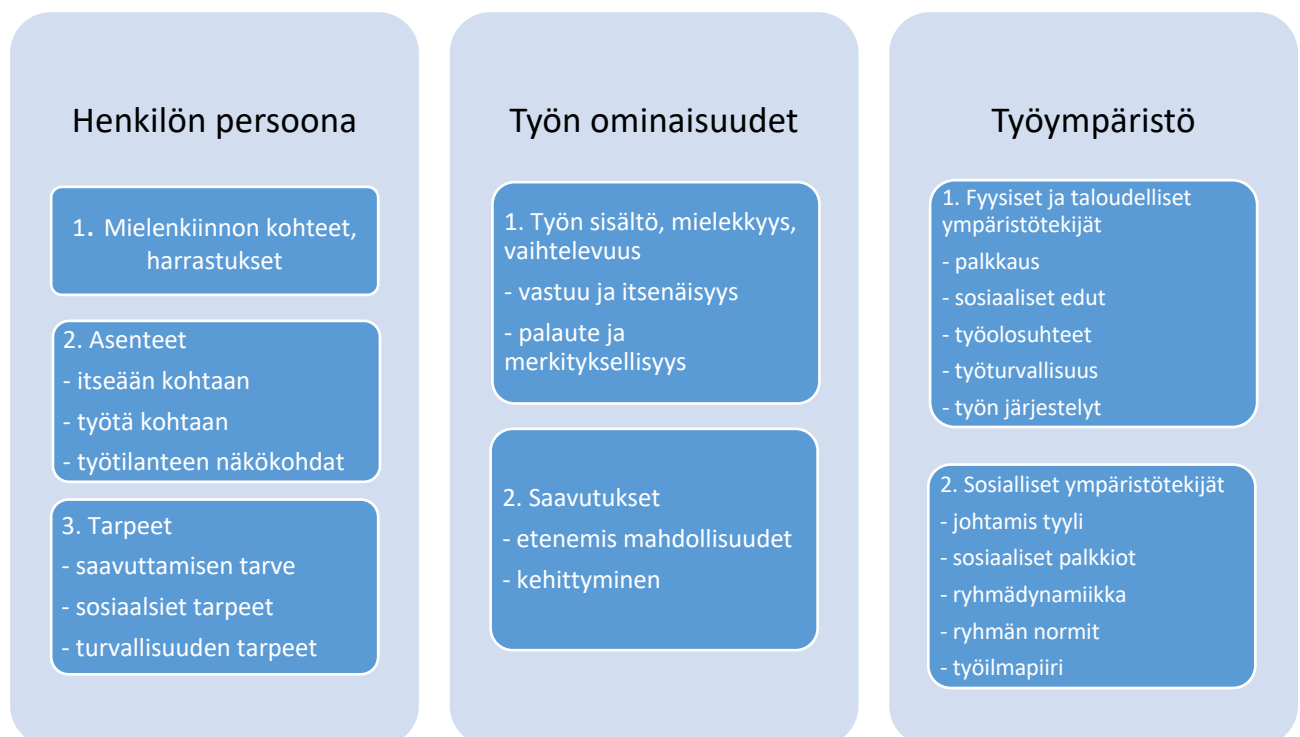 Henkilön persoona
1. Mielenkiinnon kohteet,
harrastukset
2. Asenteet
- itseään kohtaan
- työtä kohtaan
- työtilanteen näkökohdat
3. Tarpeet
- saavuttamisen tarve
- sosiaalsiet tarpeet
- turvallisuuden tarpeet
Työn ominaisuudet
1. Työn sisältö, mielekkyys,
vaihtelevuus
- vastuu ja itsenäisyys
- palaute ja
merkityksellisyys
2. Saavutukset
- etenemis mahdollisuudet
- kehittyminen
Työympäristö
1. Fyysiset ja taloudelliset
ympäristötekijät
- palkkaus
- sosiaaliset edut
- työolosuhteet
- työturvallisuus
- työn järjestelyt
2. Sosialliset ympäristötekijät
- johtamis tyyli
- sosiaaliset palkkiot
- ryhmädynamiikka
- ryhmän normit
- työilmapiiri